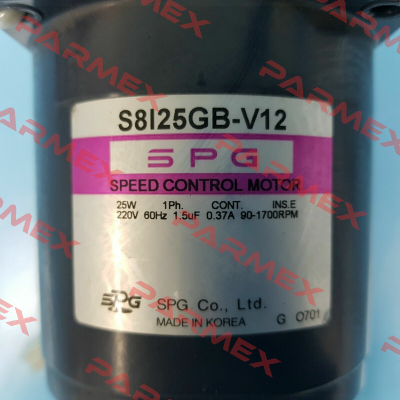 S8I25GB-V12
SPG
SPEED CONTROL MOTOR
25W 1Ph. CONT. INS.E
220V 60Hz 1.5uF 0.37A 90-1700RPM
SPG SPG Co., Ltd.
MADE IN KOREA G O701
PARMEX
PARMEX
PARMEX
PARMEX
PARMEX
PARMEX